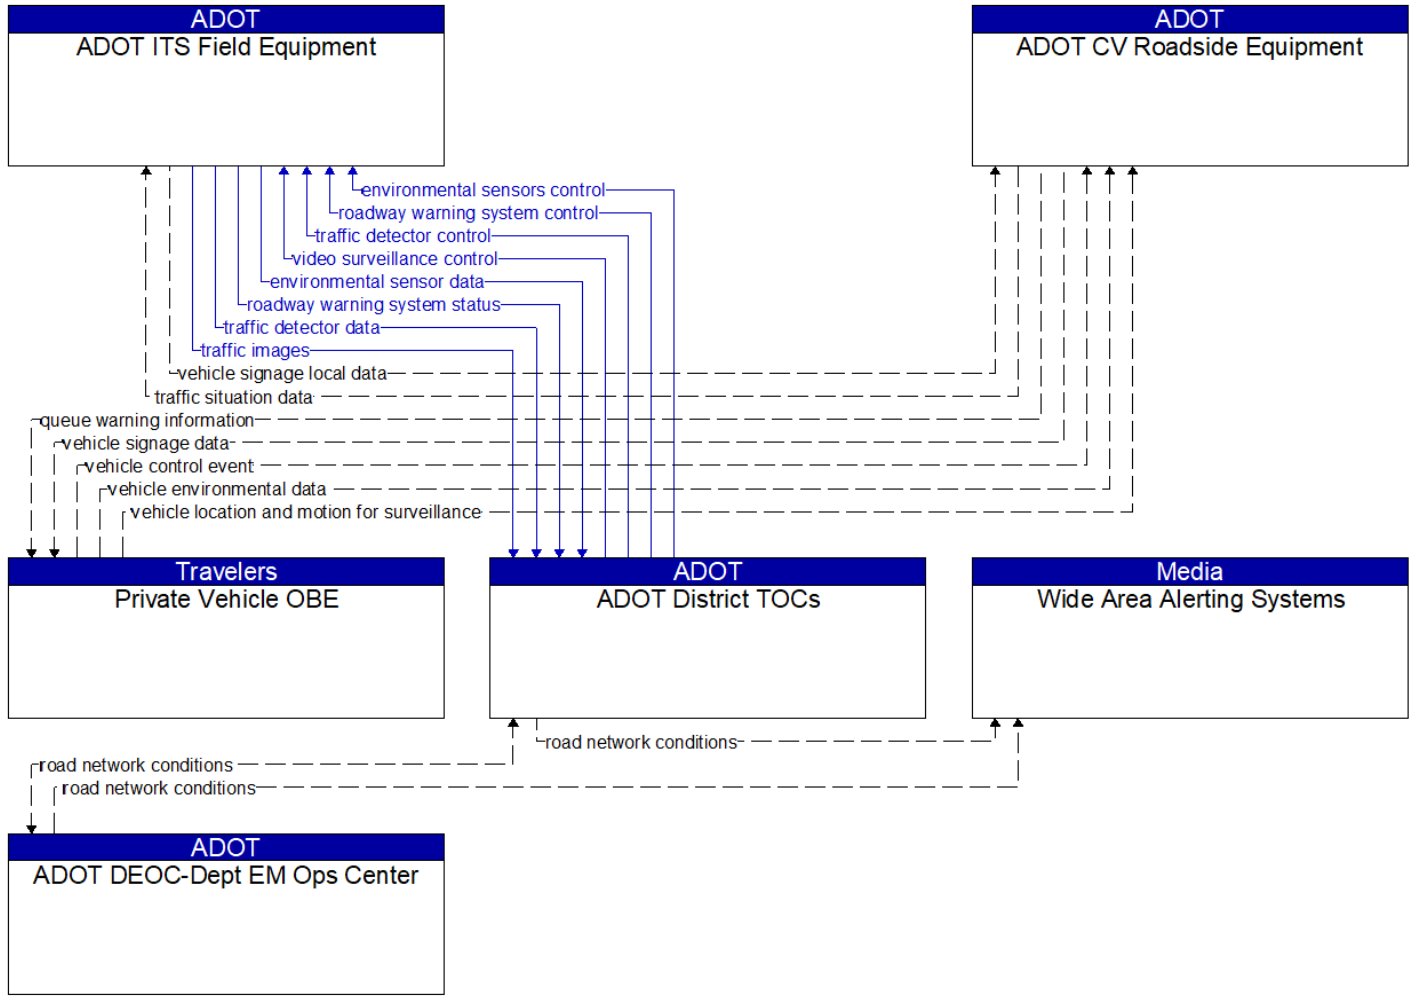 ADOT
ADOT ITS Field Equipment
ADOT
ADOT CV Roadside Equipment
environmental sensors control
roadway warning system control
traffic detector control
video surveillance control
environmental sensor data
roadway warning system status
traffic detector data
traffic images
vehicle signage local data
traffic situation data
queue warning information
vehicle signage data
vehicle control event
vehicle environmental data
vehicle location and motion for surveillance
Travelers
Private Vehicle OBE
ADOT
ADOT District TOCs
Media
Wide Area Alerting Systems
road network conditions
road network conditions
road network conditions
ADOT
ADOT DEOC-Dept EM Ops Center